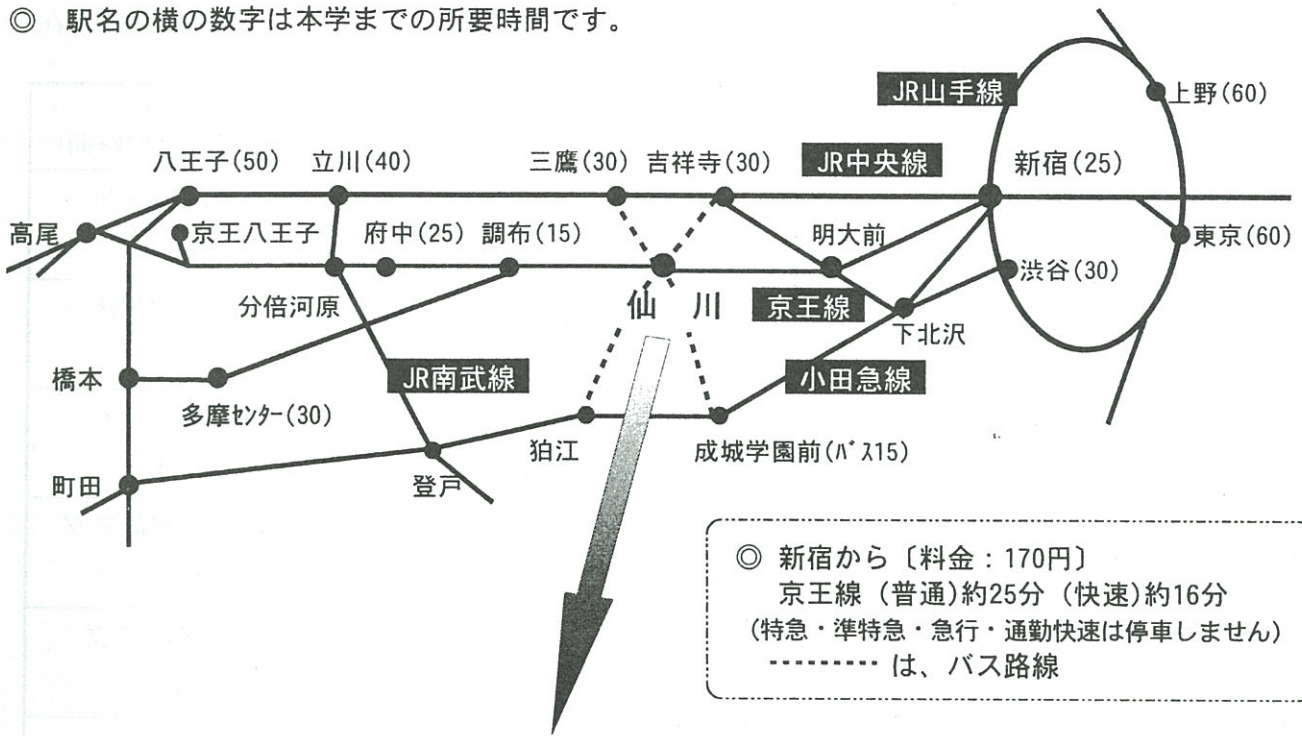 ◎ 駅名の横の数字は本学までの所要時間です。
JR山手線
上野(60)
八王子(50)
立川(40)
三鷹(30)
吉祥寺(30)
JR中央線
新宿(25)
高尾
京王八王子
府中(25)
調布(15)
明大前
東京(60)
渋谷(30)
分倍河原
仙川
京王線
下北沢
橋本
JR南武線
小田急線
多摩ｾﾝﾀｰ(30)
狛江
成城学園前(ﾊﾞｽ15)
町田
登戸
◎ 新宿から〔料金：170円〕
京王線 (普通)約25分 (快速)約16分
(特急・準特急・急行・通勤快速は停車しません)
は、バス路線